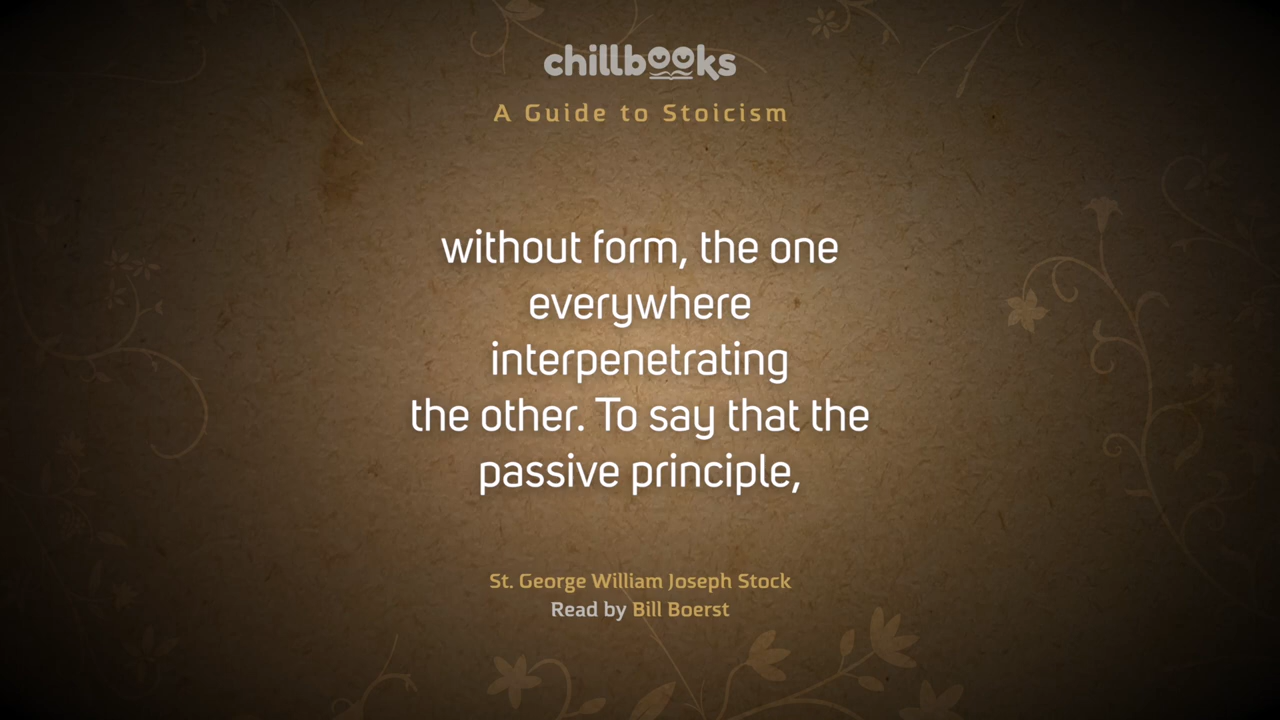 chillbooks
A Guide to Stoicism
without form, the one
everywhere
interpenetrating
the other. To say that the
passive principle,
St. George William Joseph Stock
Read by Bill Boerst